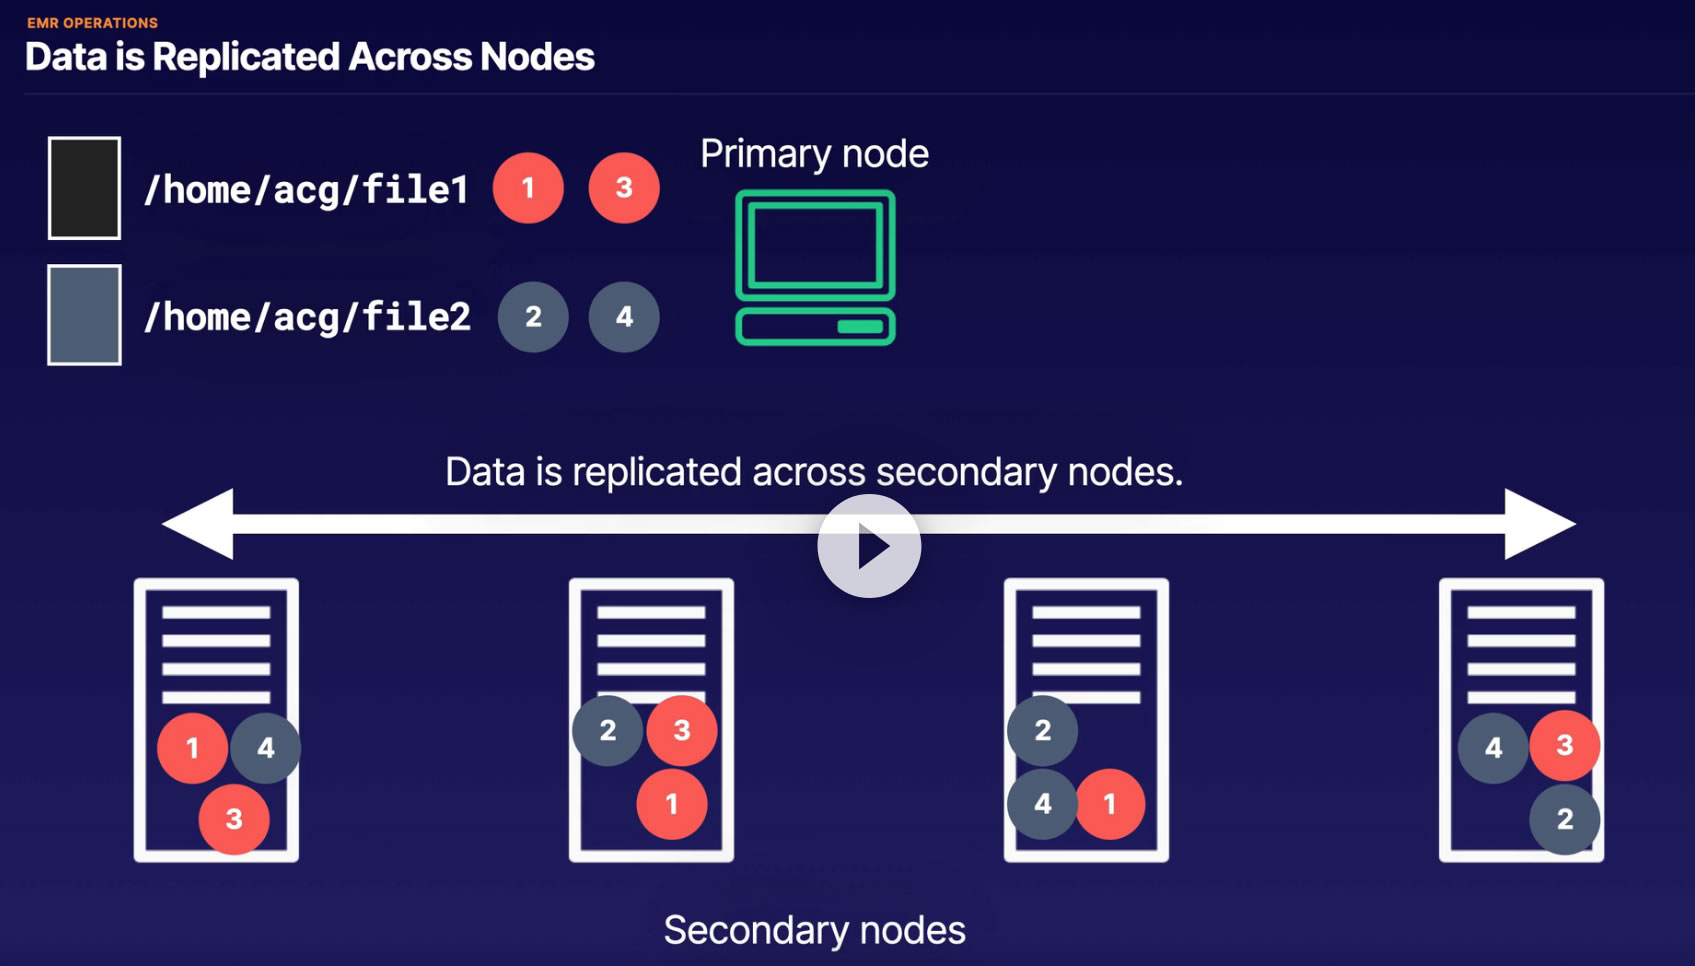 EMR OPERATIONS
Data is Replicated Across Nodes
/home/acg/file1 1 3
Primary node
/home/acg/file2 2 4
Data is replicated across secondary nodes.
1 4
3
2 3
1
2
4 1
4 3
2
Secondary nodes